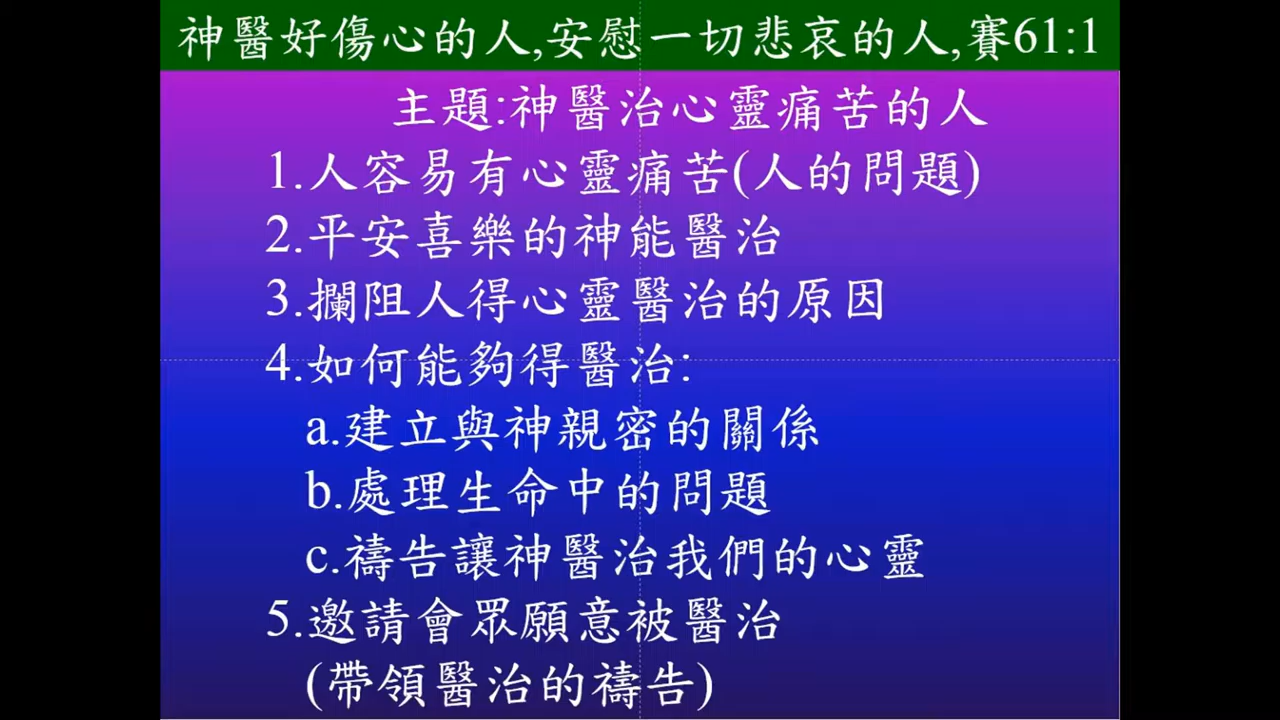 神醫好傷心的人,安慰一切悲哀的人,賽61:1
主題:神醫治心靈痛苦的人
1.人容易有心靈痛苦(人的問題)
2.平安喜樂的神能醫治
3.攔阻人得心靈醫治的原因
4.如何能夠得醫治:
a.建立與神親密的關係
b.處理生命中的問題
c.禱告讓神醫治我們的心靈
5.邀請會眾願意被醫治
(帶領醫治的禱告)